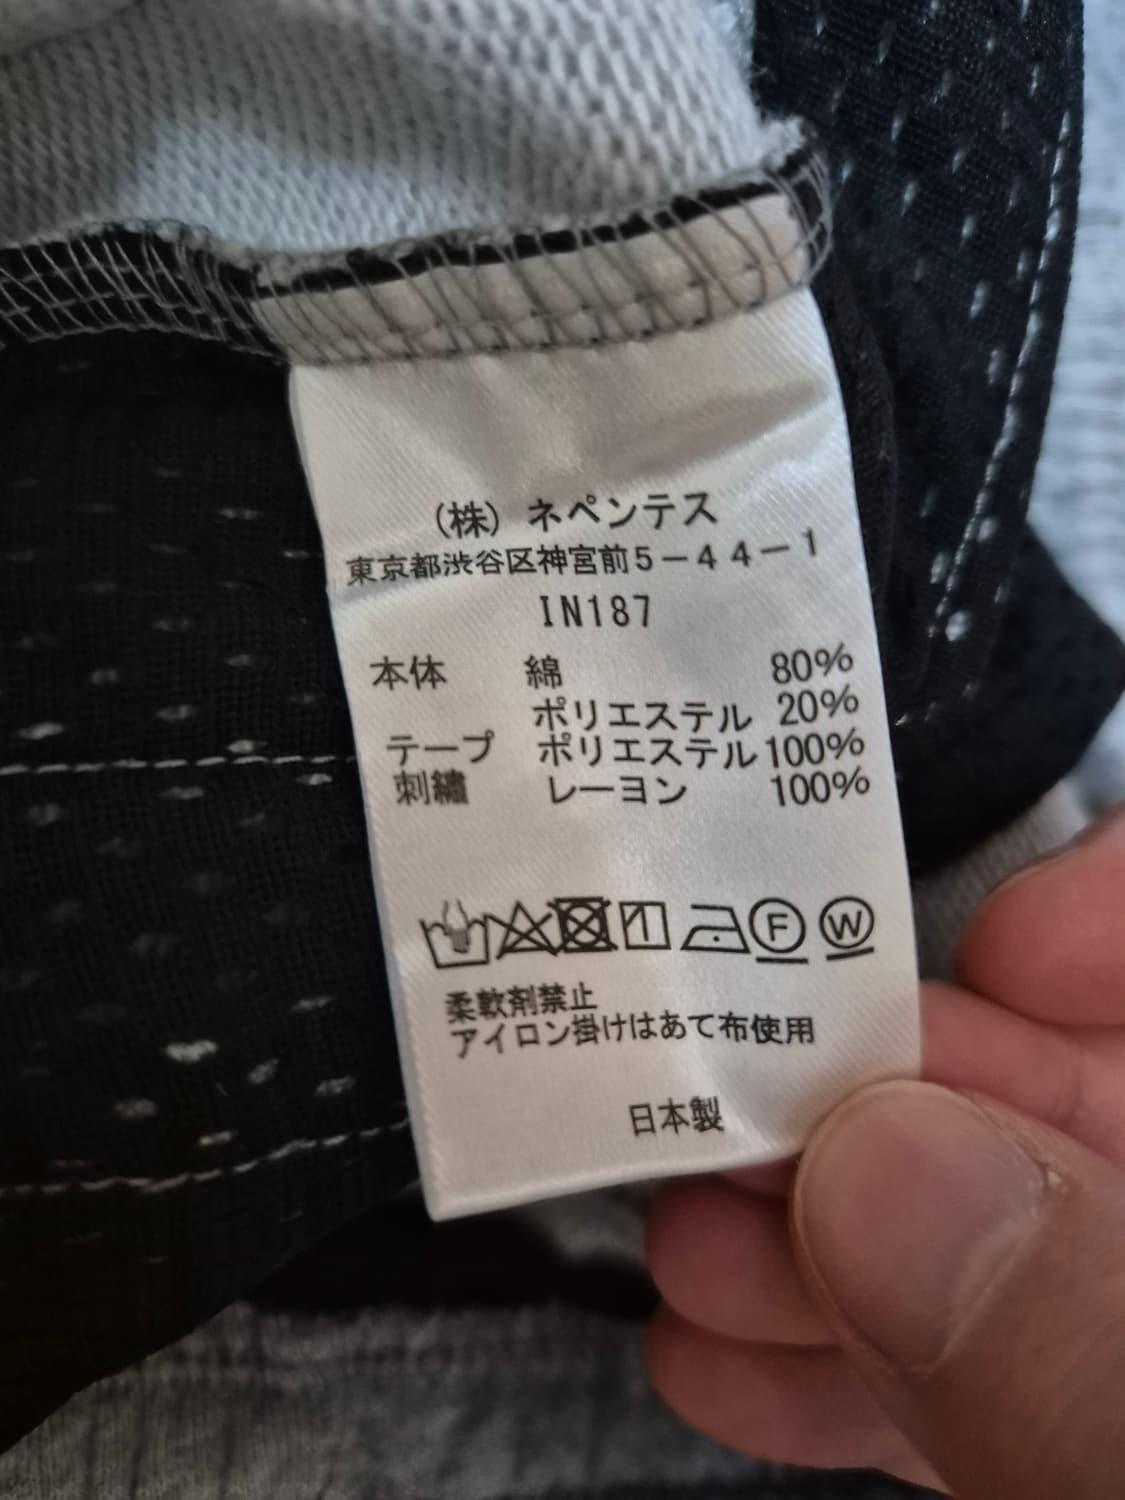 (株) ネペンテス
東京都渋谷区神宮前5-44-1
IN187
本体 綿 80%
ポリエステル 20%
テープ ポリエステル 100%
刺繍 レーヨン 100%
F W
柔軟剤禁止
アイロン掛けはあて布使用
日本製